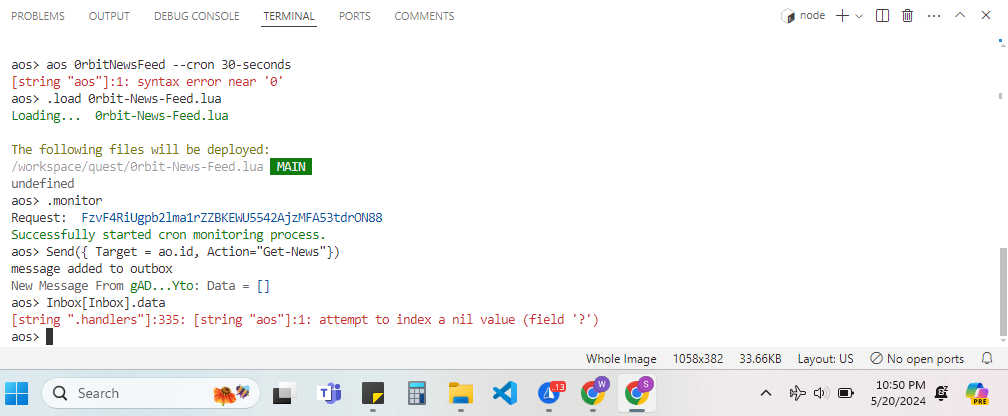 PROBLEMS OUTPUT DEBUG CONSOLE TERMINAL PORTS COMMENTS node
aos> aos 0rbitNewsFeed --cron 30-seconds
[string "aos"]:1: syntax error near '0'
aos> .load 0rbit-News-Feed.lua
Loading... 0rbit-News-Feed.lua
The following files will be deployed:
/workspace/quest/0rbit-News-Feed.lua MAIN
undefined
aos> .monitor
Request: FzvF4RiUgpb2lma1rZZBKEWU5542AjzMFA53tdrON88
Successfully started cron monitoring process.
aos> Send({ Target = ao.id, Action="Get-News"})
message added to outbox
New Message From gAD...Yto: Data = []
aos> Inbox[Inbox].data
[string ".handlers"]:335: [string "aos"]:1: attempt to index a nil value (field '?')
aos>
Whole Image 1058x382 33.66KB Layout: US No open ports
Search .13 W S 10:50 PM
5/20/2024 PRE